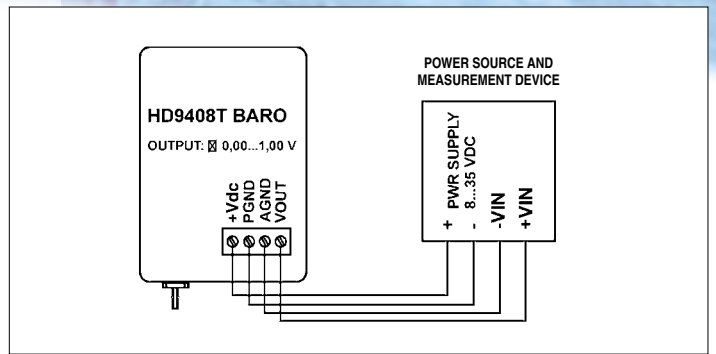 POWER SOURCE AND
MEASUREMENT DEVICE
HD9408T BARO
OUTPUT: ☒ 0,00...1,00 V
+Vdc
PGND
AGND
VOUT
+ PWR SUPPLY
- 8...35 VDC
-VIN
+VIN